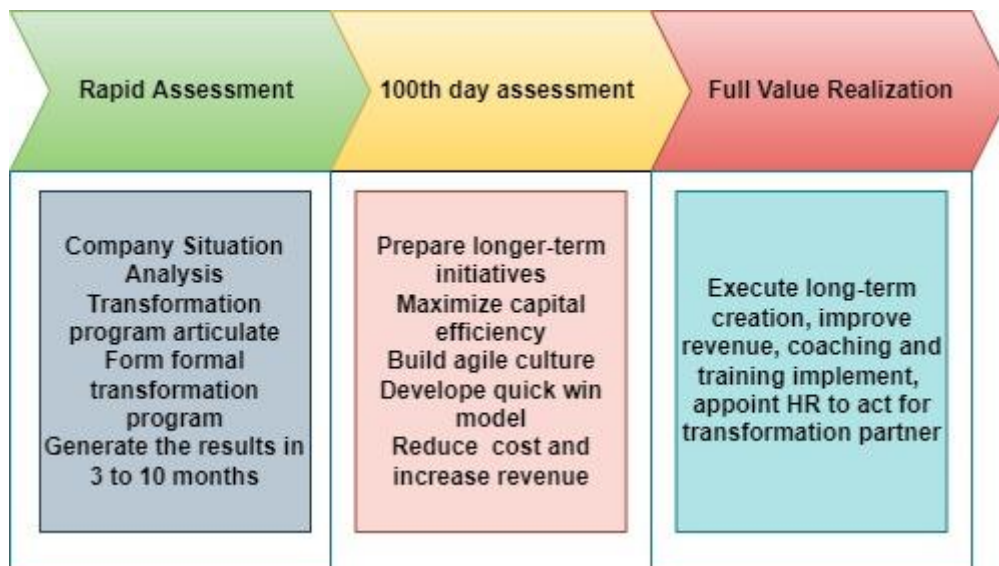 Rapid Assessment
100th day assessment
Full Value Realization
Company Situation
Analysis
Transformation
program articulate
Form formal
transformation
program
Generate the results in
3 to 10 months
Prepare longer-term
initiatives
Maximize capital
efficiency
Build agile culture
Develope quick win
model
Reduce cost and
increase revenue
Execute long-term
creation, improve
revenue, coaching and
training implement,
appoint HR to act for
transformation partner